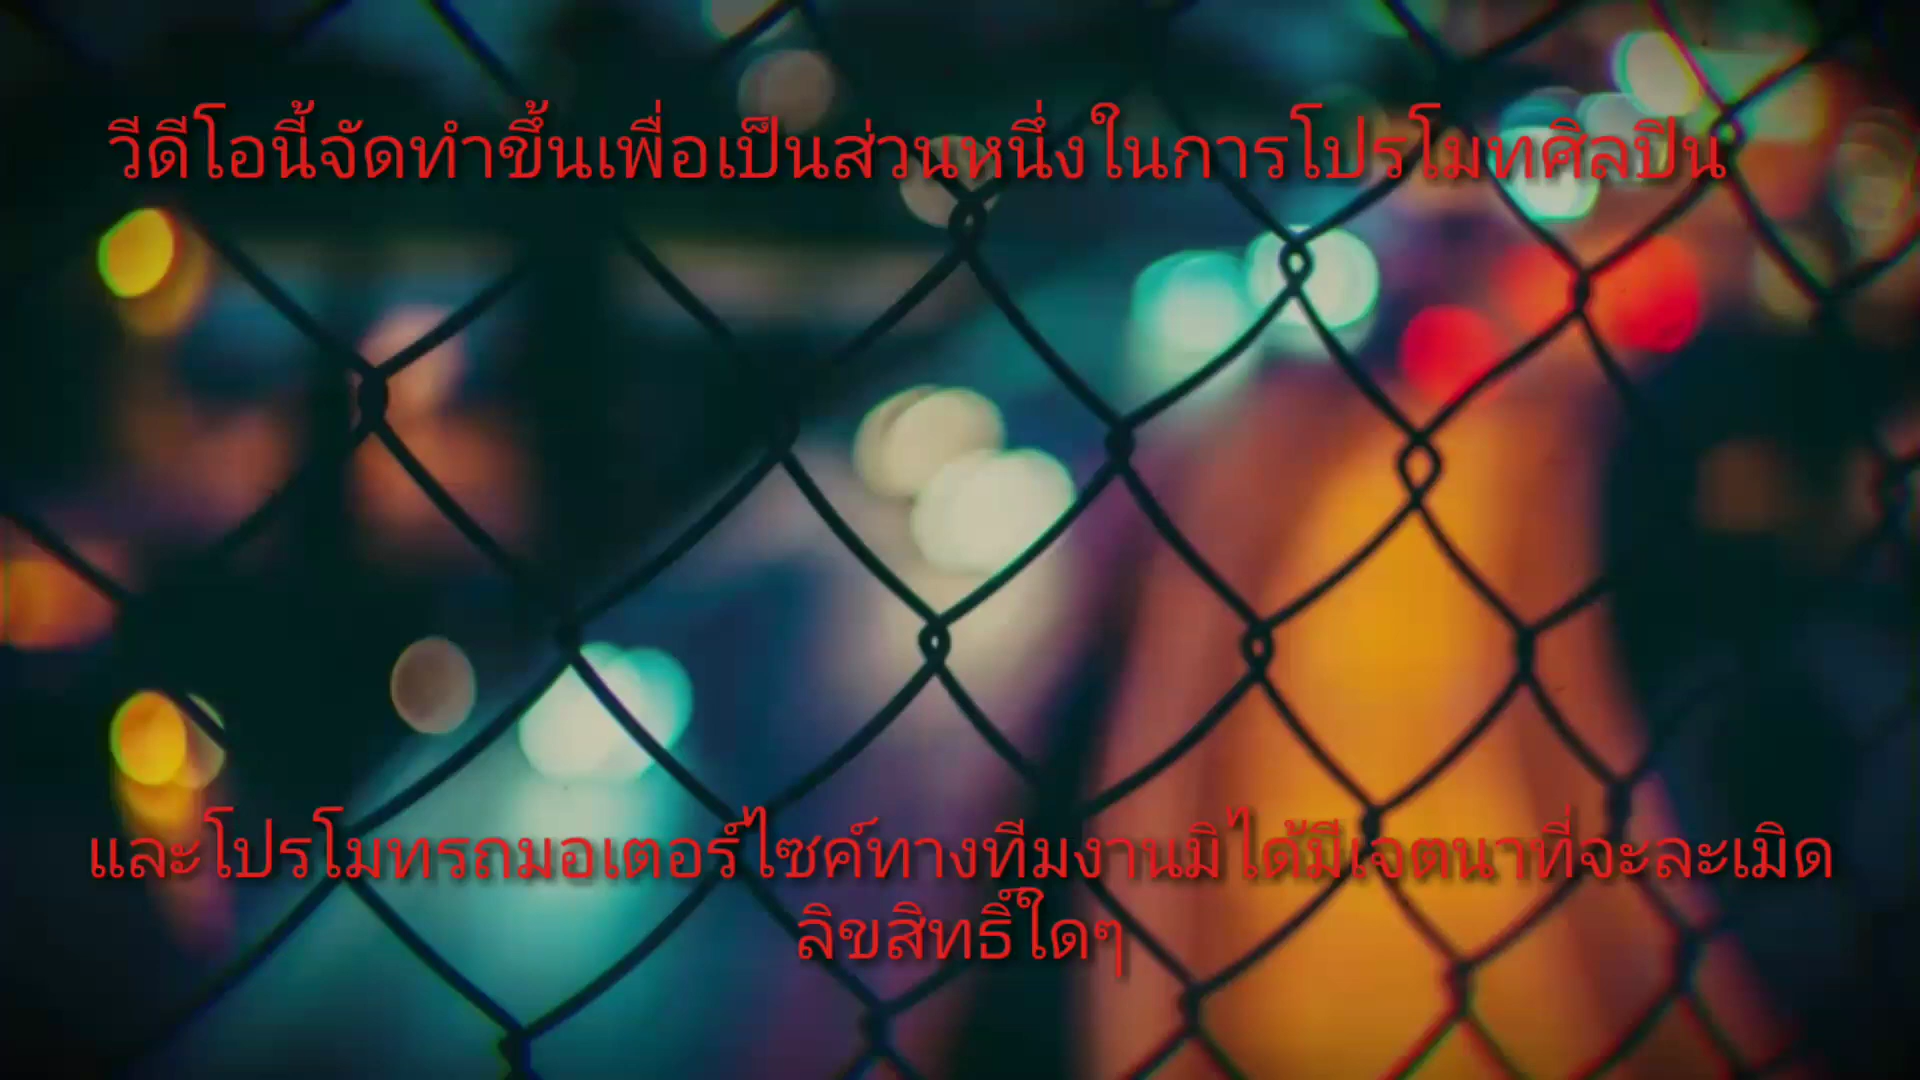 วีดีโอนี้จัดทำขึ้นเพื่อเป็นส่วนหนึ่งในการโปรโมทศิลปิน
และโปรโมทรถมอเตอร์ไซค์ทางทีมงานมิได้มีเจตนาที่จะละเมิด
ลิขสิทธิ์ใดๆ